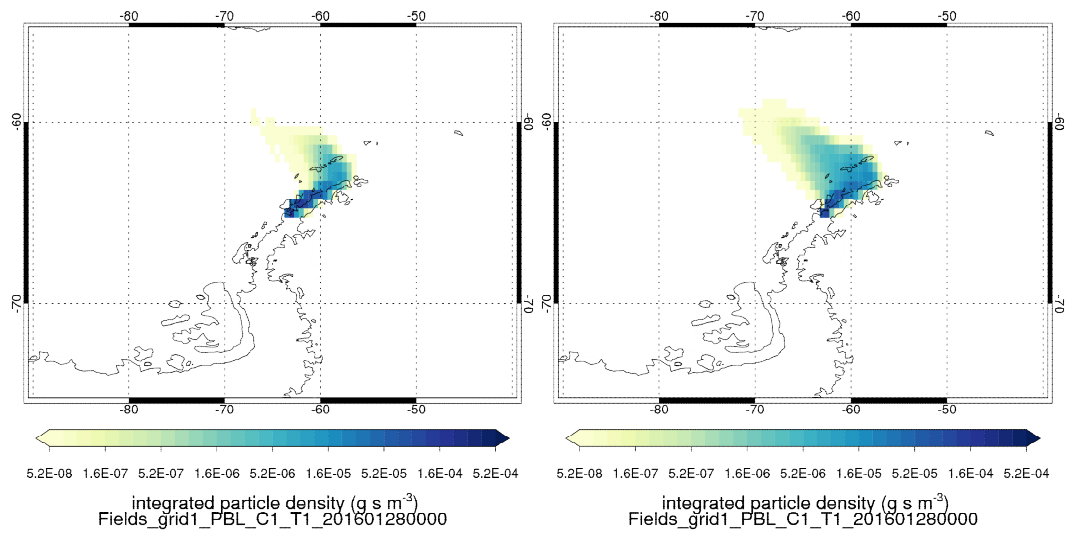 -80 -70 -60 -50
-60 -60
-70 -70
-80 -70 -60 -50
5.2E-08 1.6E-07 5.2E-07 1.6E-06 5.2E-06 1.6E-05 5.2E-05 1.6E-04 5.2E-04
integrated particle density (g s m-3)
Fields_grid1_PBL_C1_T1_201601280000
-80 -70 -60 -50
-60 -60
-70 -70
-80 -70 -60 -50
5.2E-08 1.6E-07 5.2E-07 1.6E-06 5.2E-06 1.6E-05 5.2E-05 1.6E-04 5.2E-04
integrated particle density (g s m-3)
Fields_grid1_PBL_C1_T1_201601280000